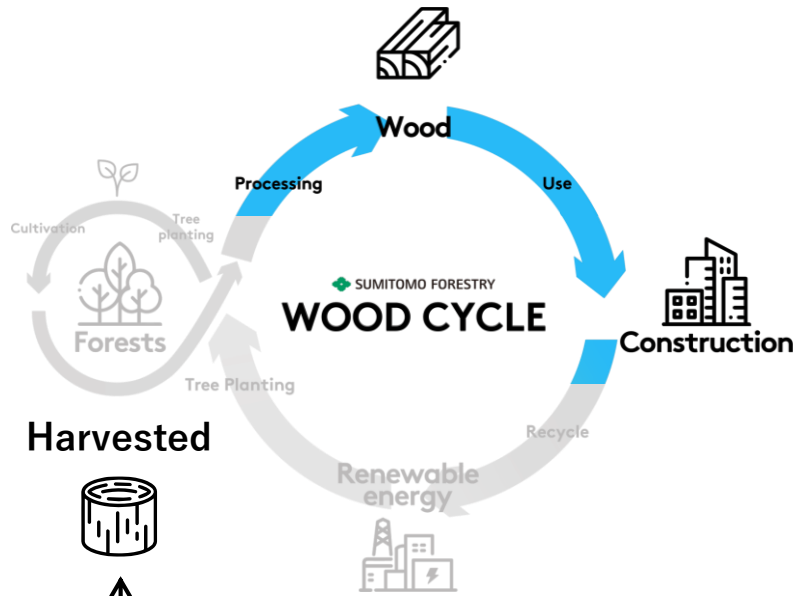 Wood
Processing
Use
Cultivation
Tree
planting
SUMITOMO FORESTRY
WOOD CYCLE
Forests
Construction
Tree Planting
Harvested
Recycle
Renewable
energy